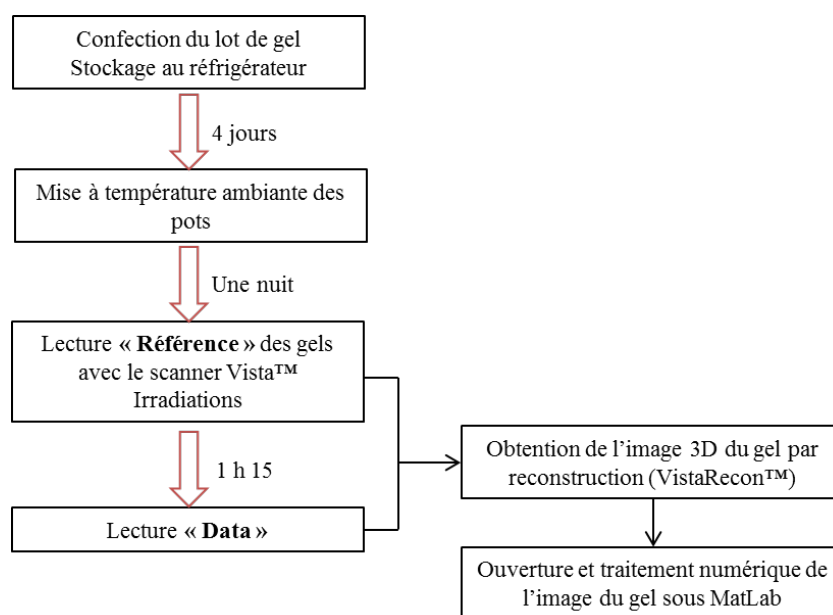 Confection du lot de gel
Stockage au réfrigérateur
4 jours
Mise à température ambiante des
pots
Une nuit
Lecture « Référence » des gels
avec le scanner Vista™
Irradiations
1 h 15
Lecture « Data »
Obtention de l’image 3D du gel par
reconstruction (VistaRecon™)
Ouverture et traitement numérique de
l’image du gel sous MatLab